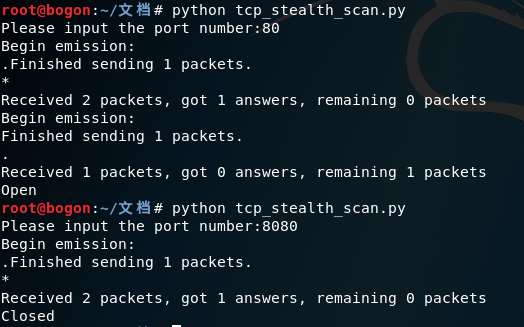 root@bogon:~/文档# python tcp_stealth_scan.py
Please input the port number:80
Begin emission:
.Finished sending 1 packets.
*
Received 2 packets, got 1 answers, remaining 0 packets
Begin emission:
Finished sending 1 packets.
.
Received 1 packets, got 0 answers, remaining 1 packets
Open
root@bogon:~/文档# python tcp_stealth_scan.py
Please input the port number:8080
Begin emission:
.Finished sending 1 packets.
*
Received 2 packets, got 1 answers, remaining 0 packets
Closed